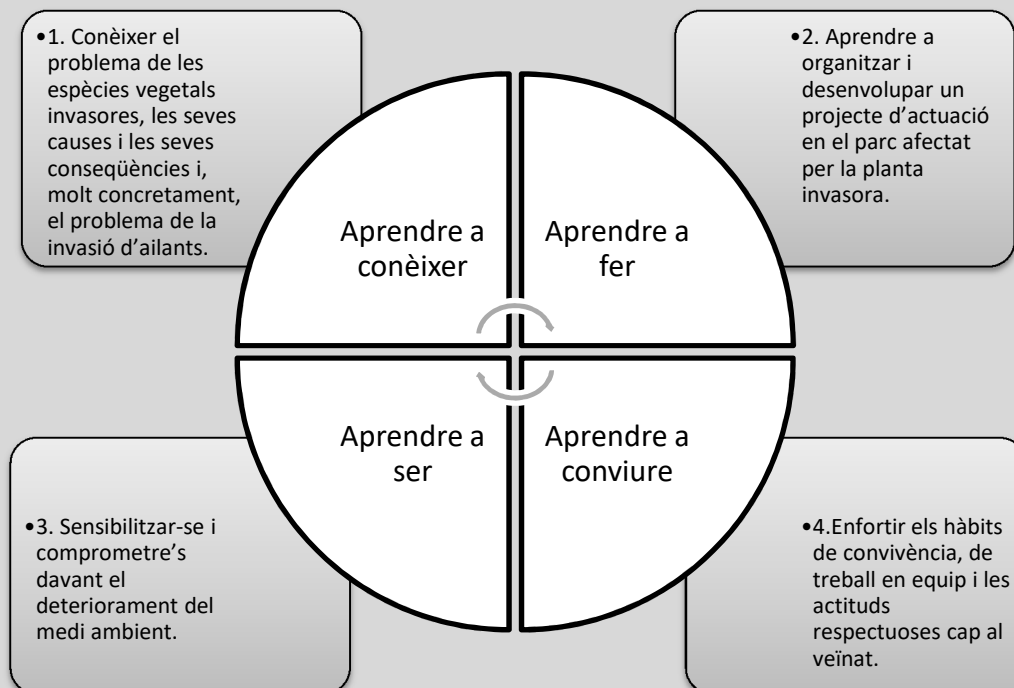 •1. Conèixer el
problema de les
espècies vegetals
invasores, les seves
causes i les seves
conseqüències i,
molt concretament,
el problema de la
invasió d’ailants.
•2. Aprendre a
organitzar i
desenvolupar un
projecte d’actuació
en el parc afectat
per la planta
invasora.
Aprendre a
conèixer
Aprendre a
fer
Aprendre a
ser
Aprendre a
conviure
•3. Sensibilitzar-se i
comprometre’s
davant el
deteriorament del
medi ambient.
•4.Enfortir els hàbits
de convivència, de
treball en equip i les
actituds
respectuoses cap al
veïnat.